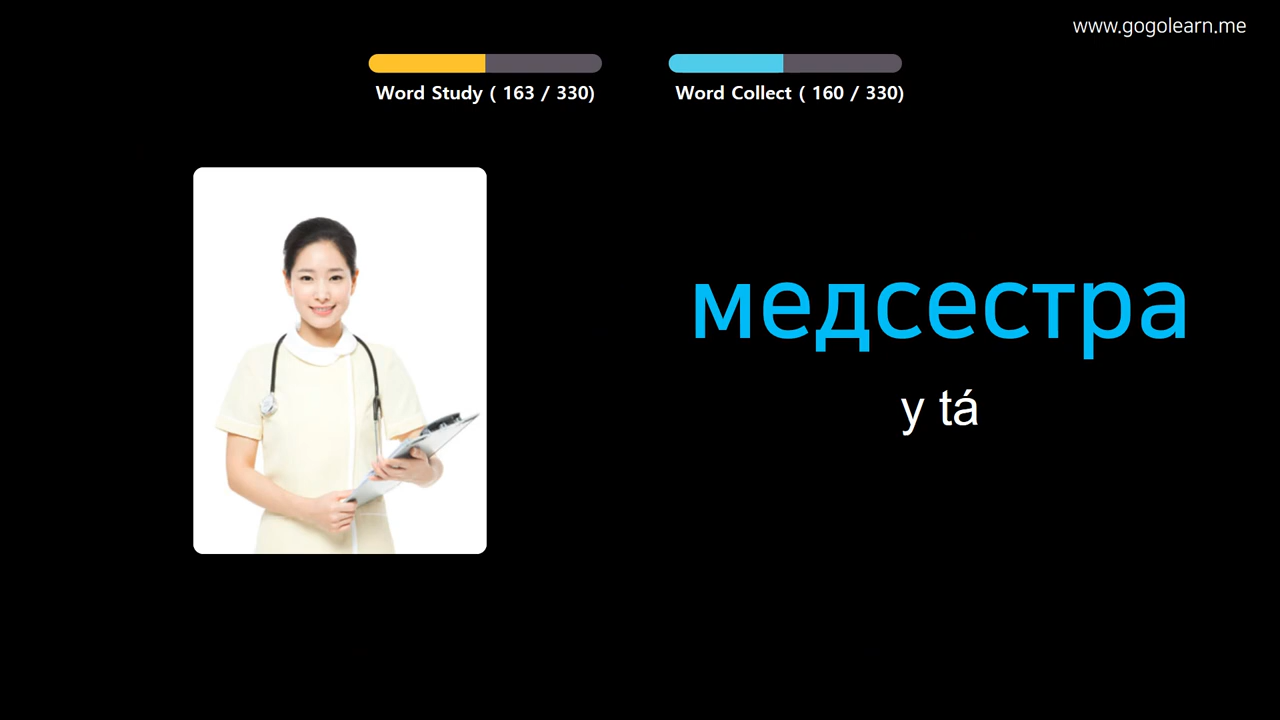 www.gogolearn.me
Word Study ( 163 / 330)
Word Collect ( 160 / 330)
медсестра
y tá